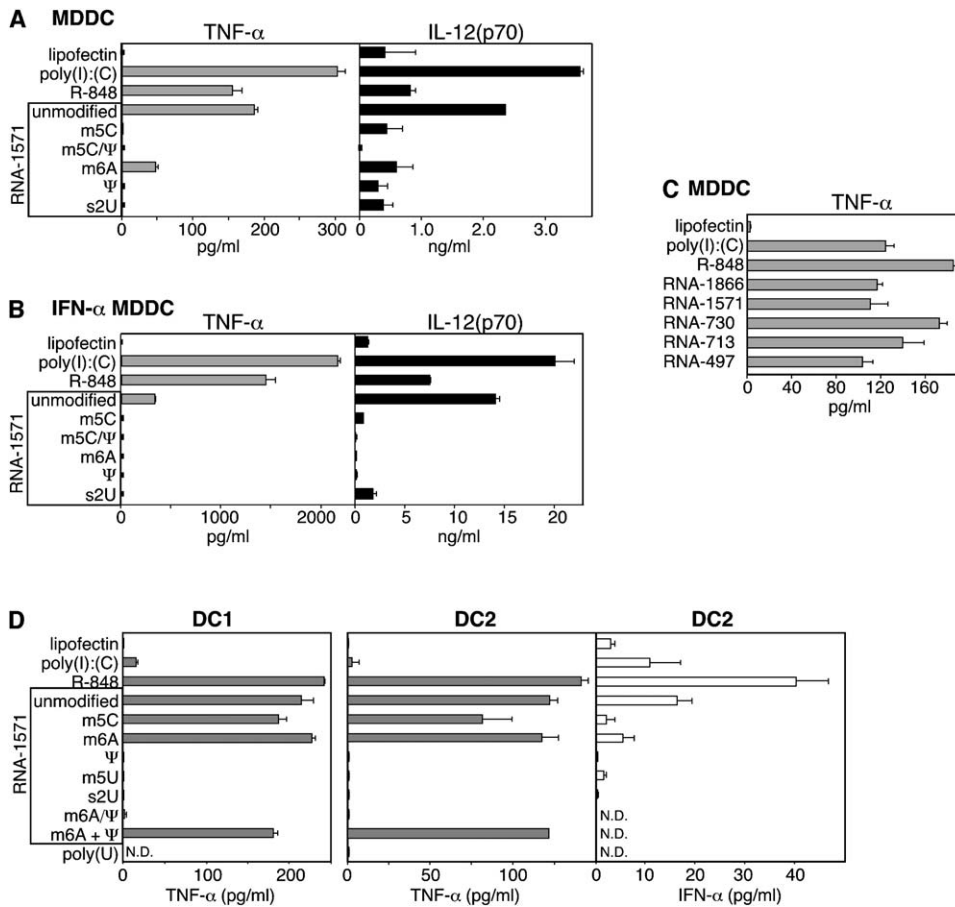 A MDDC
TNF-α IL-12(p70)
lipofectin
poly(I):(C)
R-848
unmodified
m5C
m5C/Ψ
m6A
Ψ
s2U
RNA-1571
0 100 200 300 0 1.0 2.0 3.0
pg/ml ng/ml
B IFN-α MDDC
TNF-α IL-12(p70)
lipofectin
poly(I):(C)
R-848
unmodified
m5C
m5C/Ψ
m6A
Ψ
s2U
RNA-1571
0 1000 2000 0 5 10 15 20
pg/ml ng/ml
C MDDC
TNF-α
lipofectin
poly(I):(C)
R-848
RNA-1866
RNA-1571
RNA-730
RNA-713
RNA-497
0 40 80 120 160
pg/ml
D DC1 DC2 DC2
lipofectin
poly(I):(C)
R-848
unmodified
m5C
m6A
Ψ
m5U
s2U
m6A/Ψ N.D.
m6A + Ψ N.D.
poly(U) N.D. N.D.
RNA-1571
0 100 200 0 100 0 10 20 30 40
TNF-α (pg/ml) TNF-α (pg/ml) IFN-α (pg/ml)